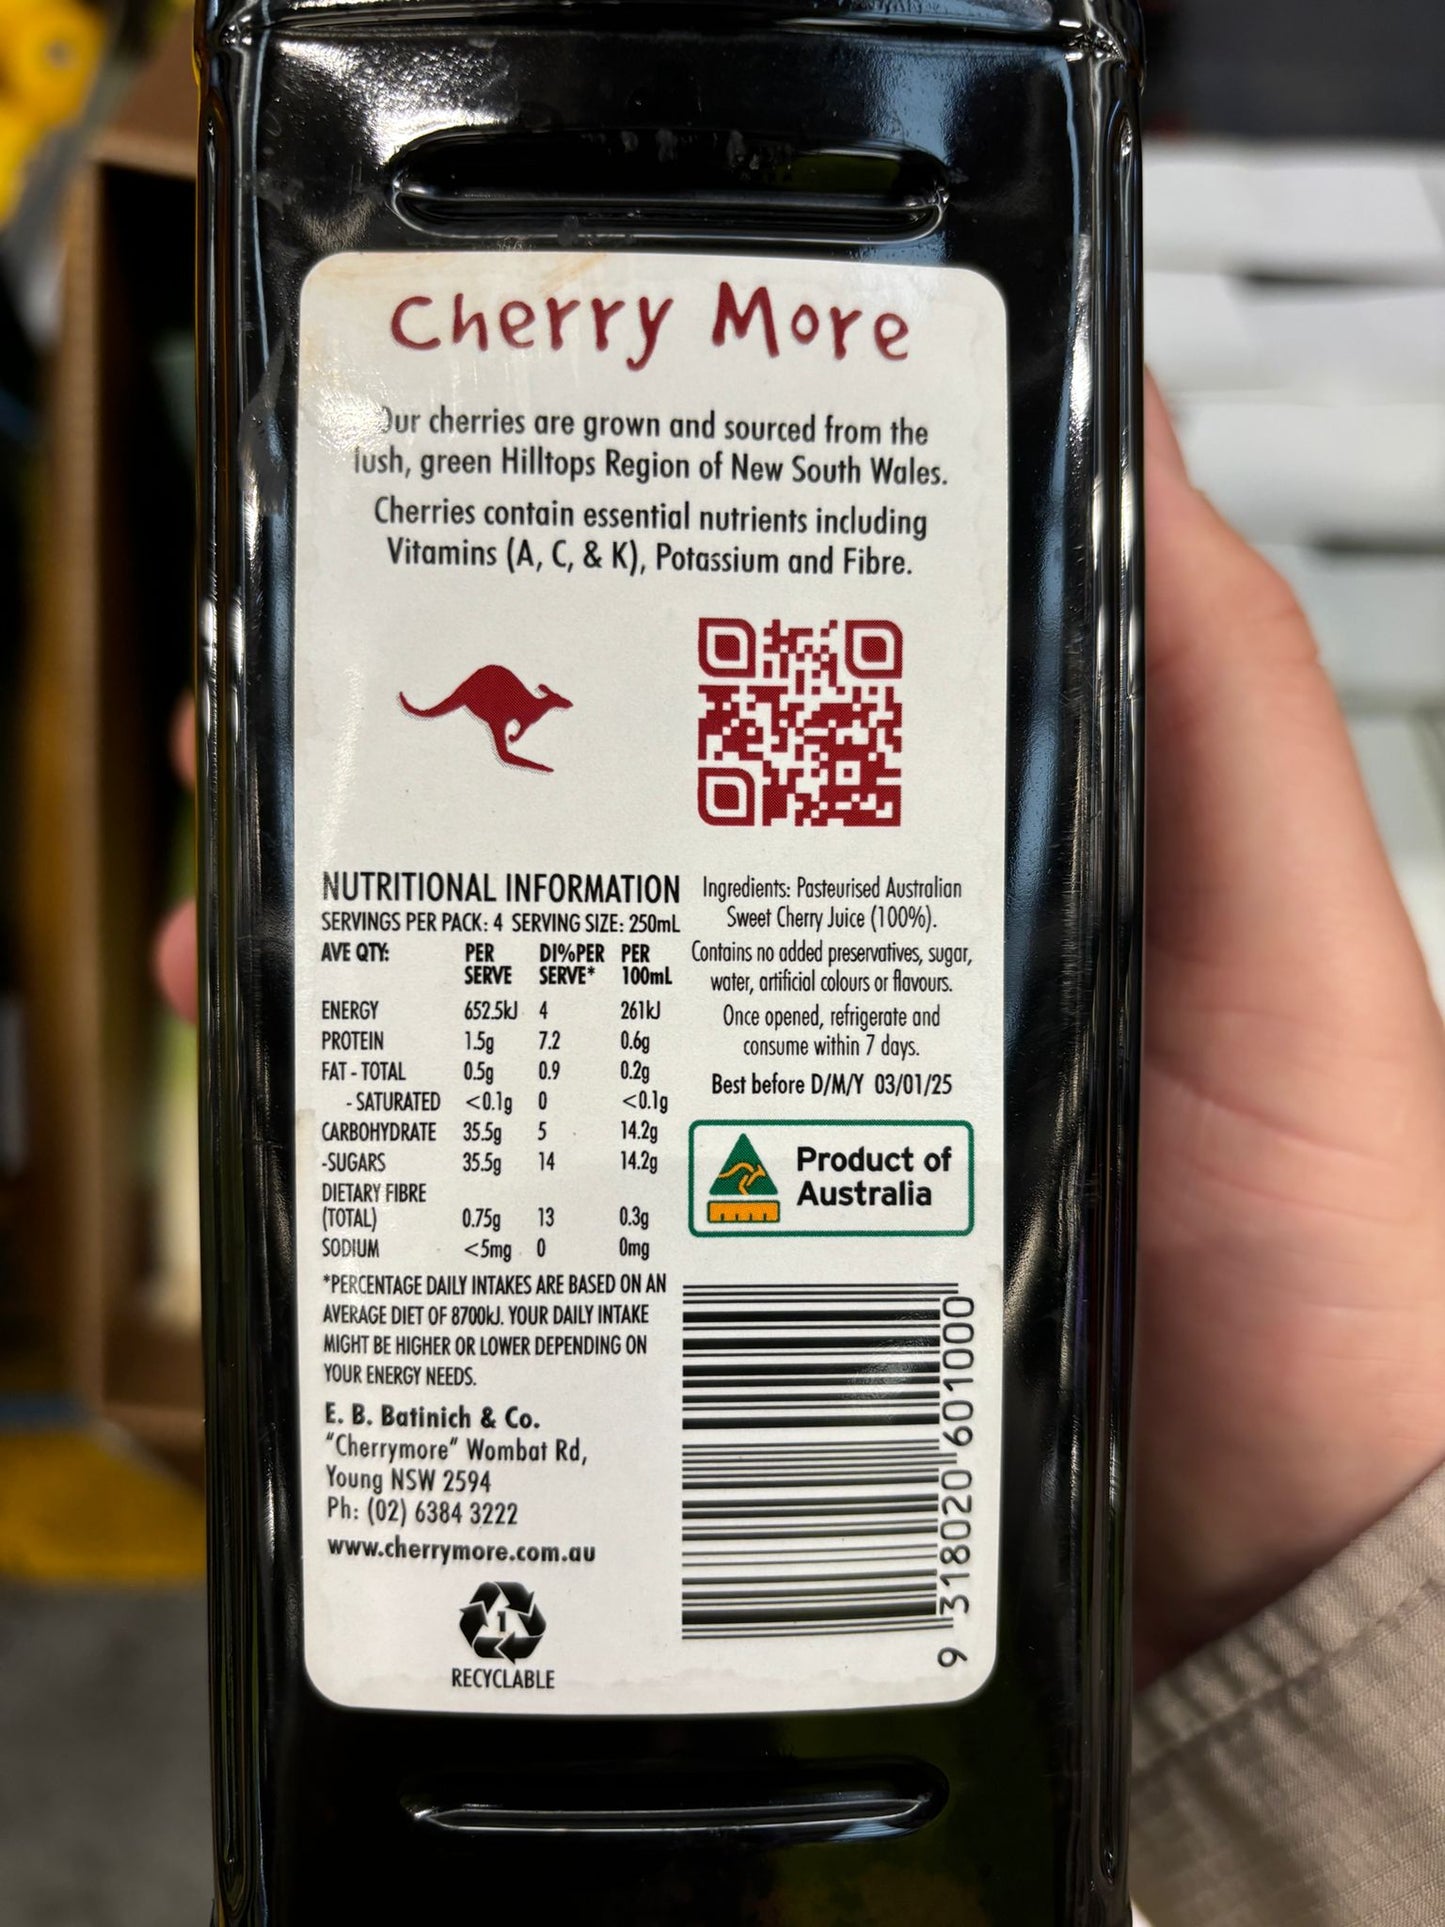 Cherry More
Our cherries are grown and sourced from the
lush, green Hilltops Region of New South Wales.
Cherries contain essential nutrients including
Vitamins (A, C, & K), Potassium and Fibre.
NUTRITIONAL INFORMATION
SERVINGS PER PACK: 4 SERVING SIZE: 250mL
AVE QTY: PER SERVE DI%PER SERVE* PER 100mL
ENERGY 652.5kJ 4 261kJ
PROTEIN 1.5g 7.2 0.6g
FAT - TOTAL 0.5g 0.9 0.2g
- SATURATED <0.1g 0 <0.1g
CARBOHYDRATE 35.5g 5 14.2g
-SUGARS 35.5g 14 14.2g
DIETARY FIBRE
(TOTAL) 0.75g 13 0.3g
SODIUM <5mg 0 0mg
*PERCENTAGE DAILY INTAKES ARE BASED ON AN
AVERAGE DIET OF 8700kJ. YOUR DAILY INTAKE
MIGHT BE HIGHER OR LOWER DEPENDING ON
YOUR ENERGY NEEDS.
E. B. Batinich & Co.
"Cherrymore" Wombat Rd,
Young NSW 2594
Ph: (02) 6384 3222
www.cherrymore.com.au
1
RECYCLABLE
Ingredients: Pasteurised Australian
Sweet Cherry Juice (100%).
Contains no added preservatives, sugar,
water, artificial colours or flavours.
Once opened, refrigerate and
consume within 7 days.
Best before D/M/Y 03/01/25
Product of
Australia
9 318020 601000